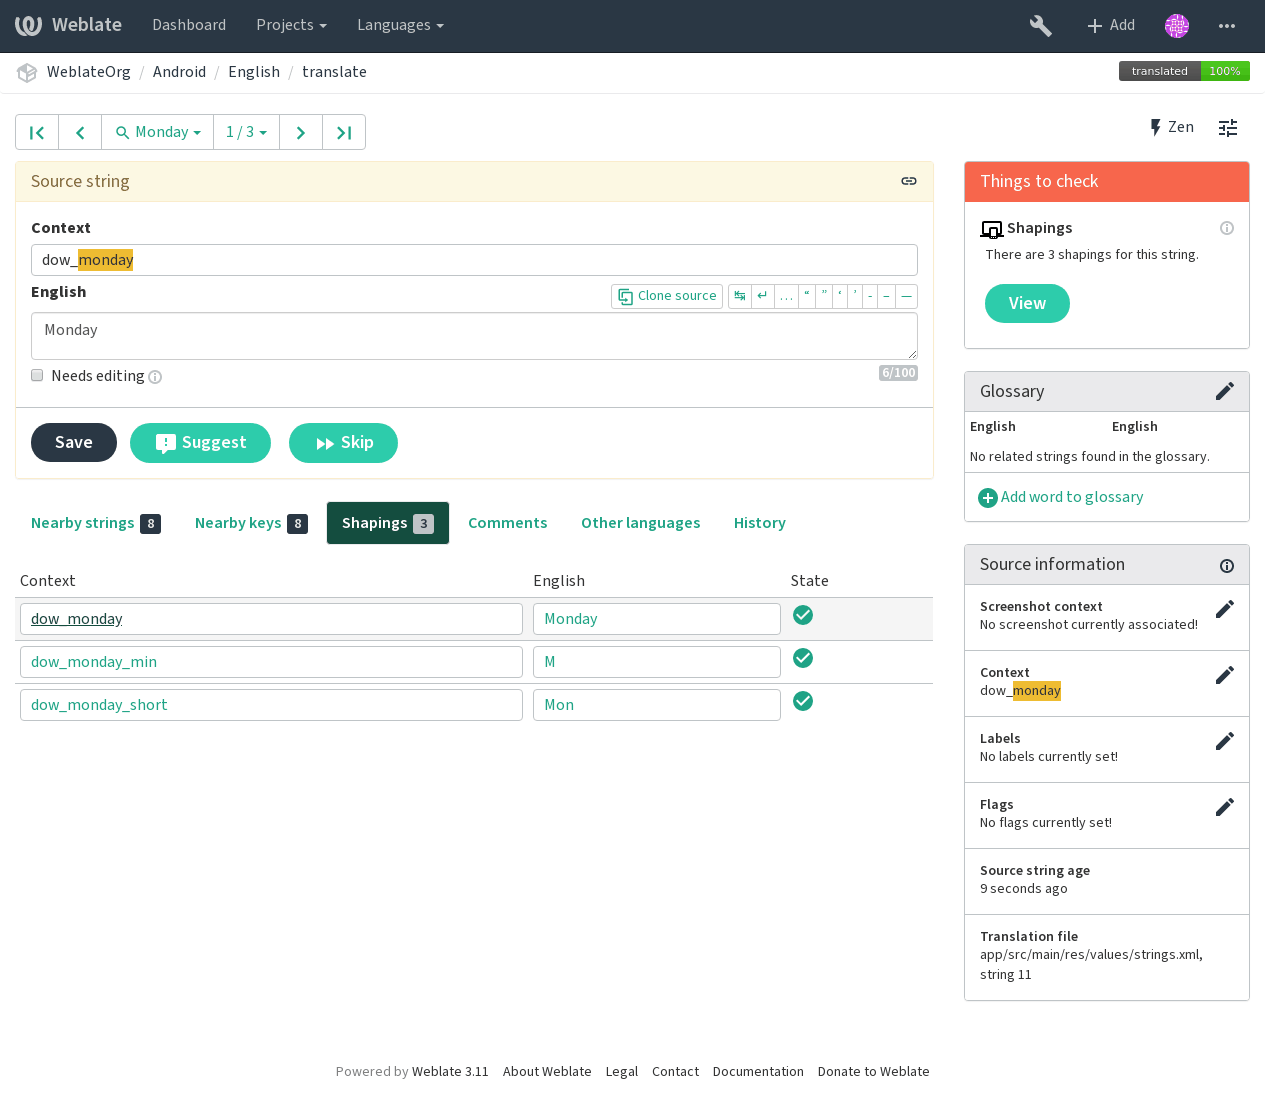 Weblate Dashboard Projects Languages Add
WeblateOrg / Android / English / translate
translated 100%
Monday 1 / 3
Zen
Source string
Context
dow_monday
English
Clone source ↹ ↵ … “ ” ‘ ’ - – —
Monday
Needs editing
6/100
Save Suggest Skip
Nearby strings 8 Nearby keys 8 Shapings 3 Comments Other languages History
Context English State
dow_monday Monday
dow_monday_min M
dow_monday_short Mon
Things to check
Shapings
There are 3 shapings for this string.
View
Glossary
English English
No related strings found in the glossary.
Add word to glossary
Source information
Screenshot context
No screenshot currently associated!
Context
dow_monday
Labels
No labels currently set!
Flags
No flags currently set!
Source string age
9 seconds ago
Translation file
app/src/main/res/values/strings.xml,
string 11
Powered by Weblate 3.11 About Weblate Legal Contact Documentation Donate to Weblate